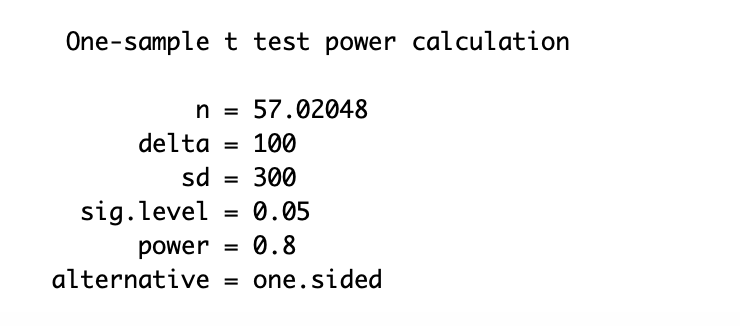 One-sample t test power calculation
n = 57.02048
delta = 100
sd = 300
sig.level = 0.05
power = 0.8
alternative = one.sided